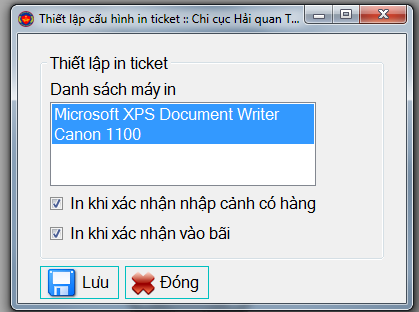 Thiết lập cấu hình in ticket :: Chi cục Hải quan T...
Thiết lập in ticket
Danh sách máy in
Microsoft XPS Document Writer
Canon 1100
In khi xác nhận nhập cảnh có hàng
In khi xác nhận vào bãi
Lưu
Đóng